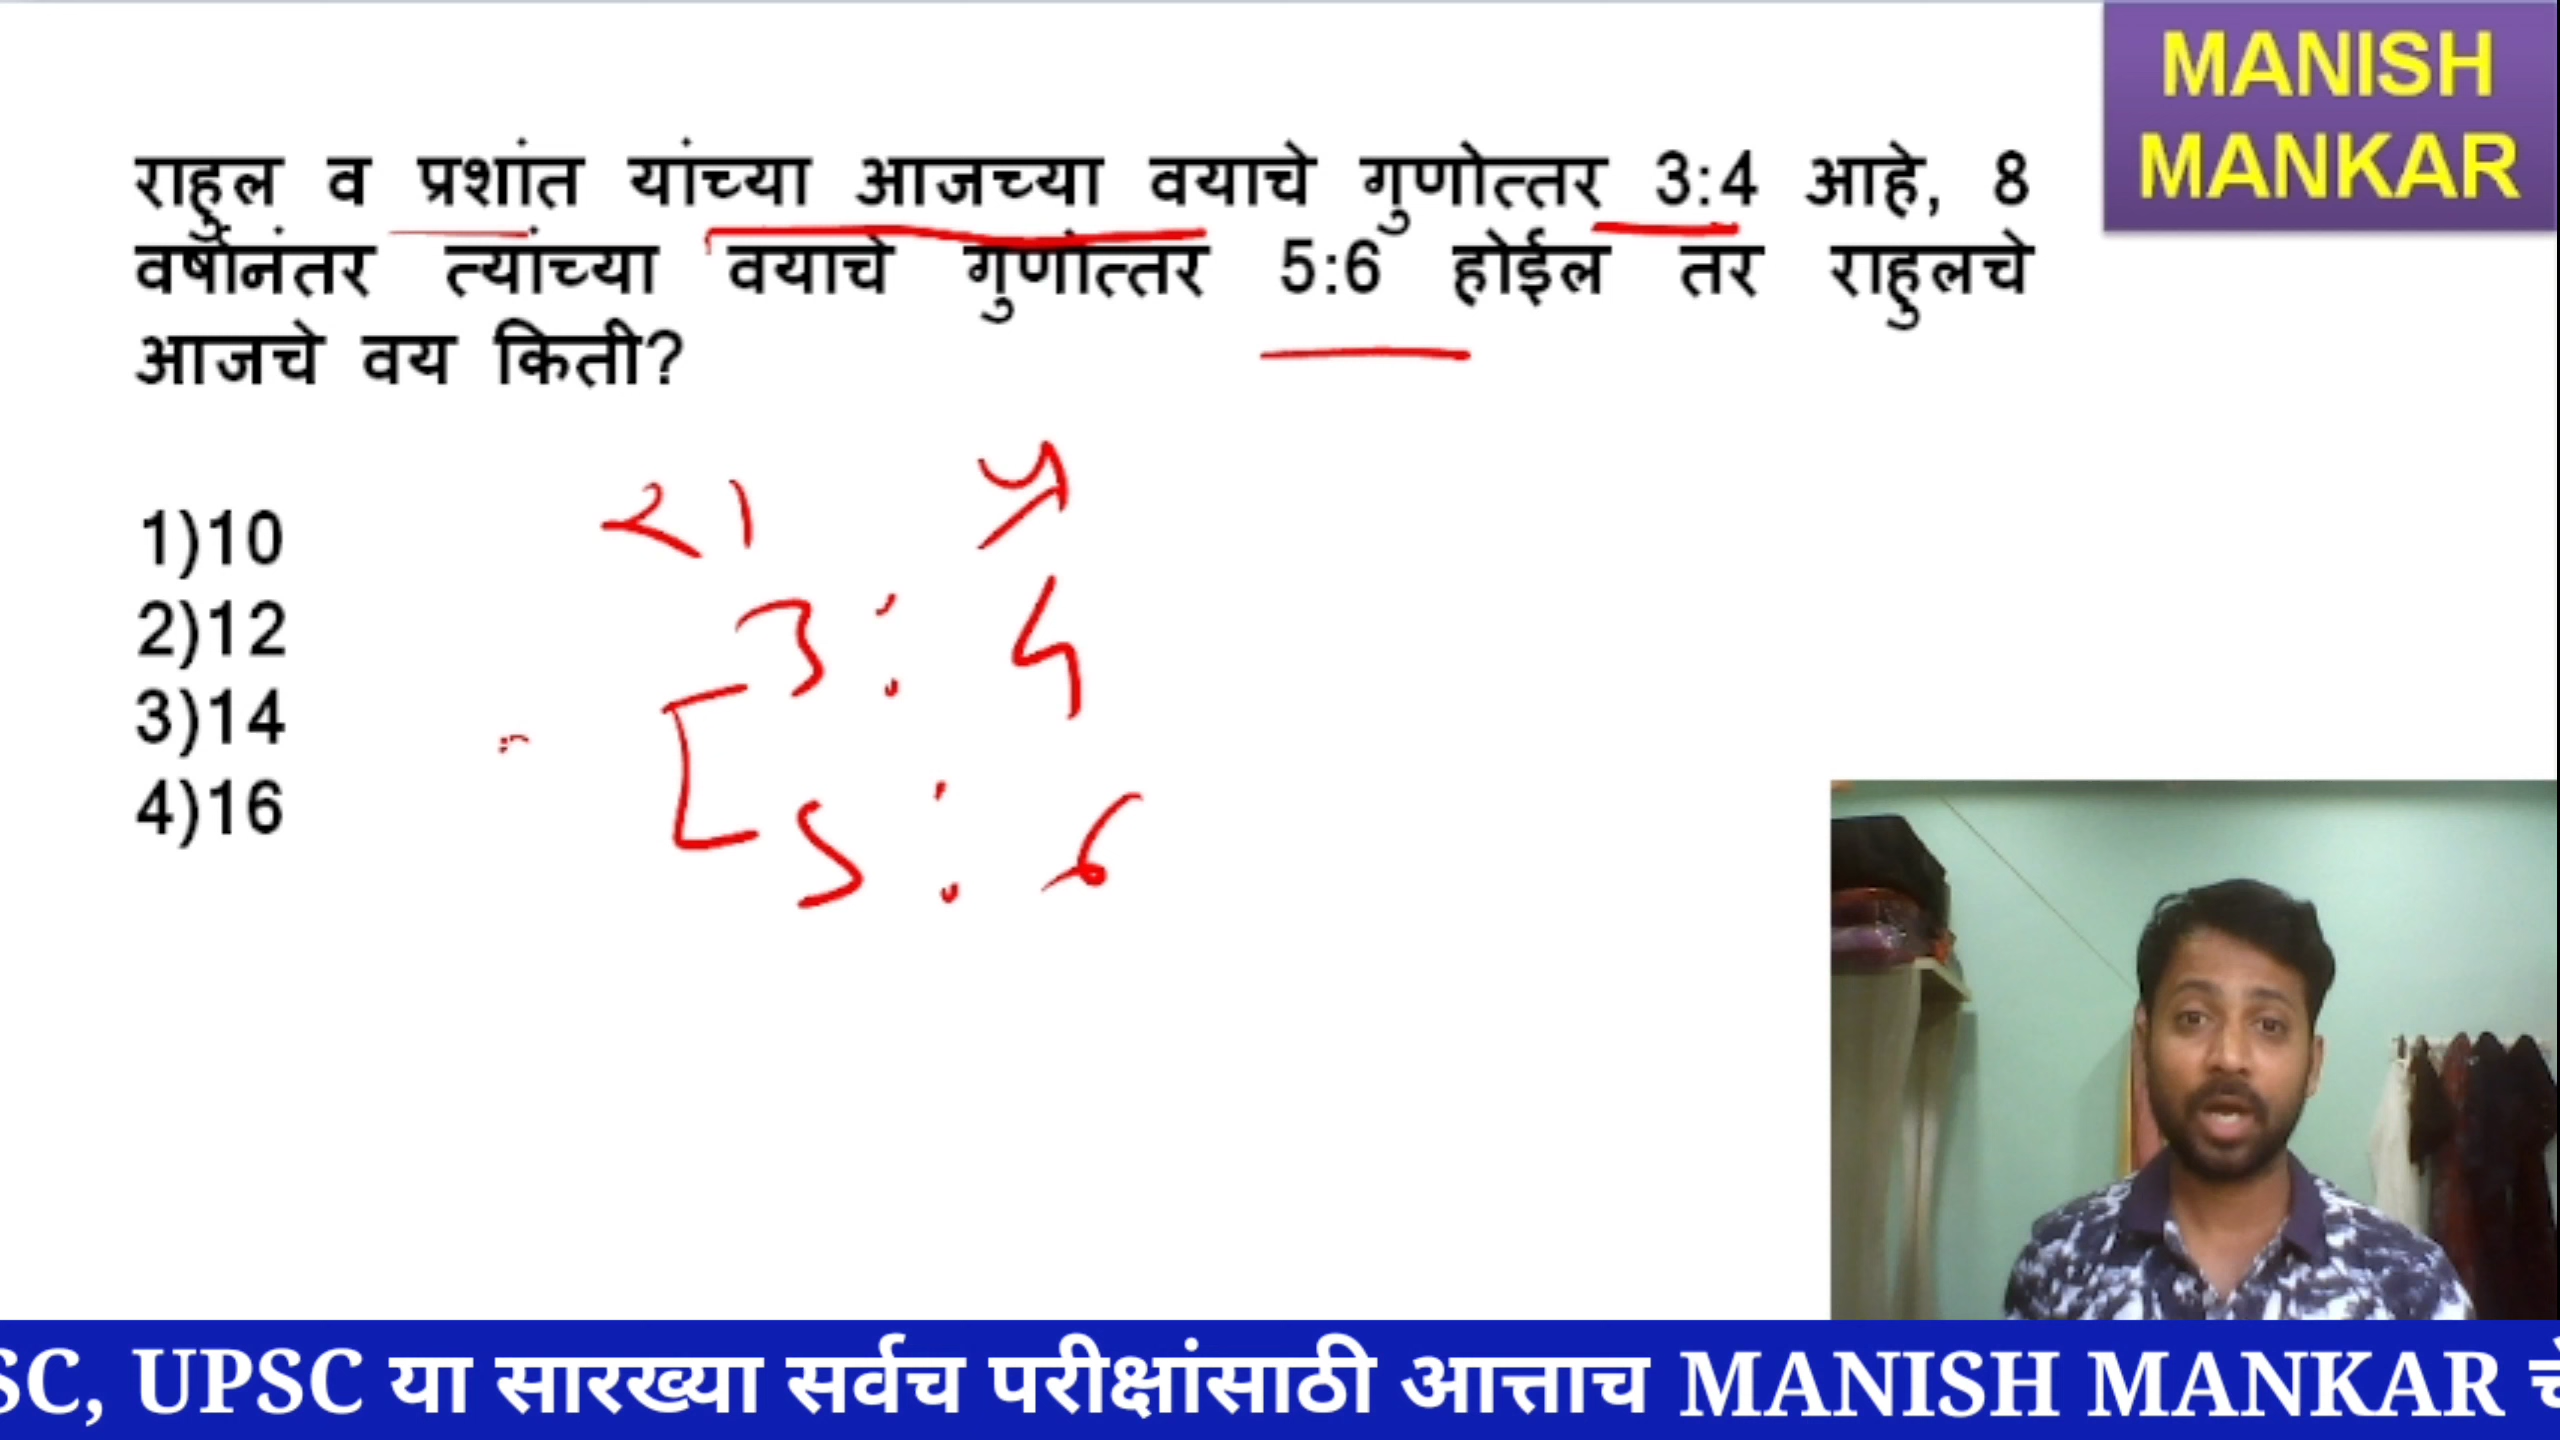 MANISH
MANKAR
राहुल व प्रशांत यांच्या आजच्या वयाचे गुणोत्तर 3:4 आहे, 8
वर्षांनंतर त्यांच्या वयाचे गुणोत्तर 5:6 होईल तर राहुलचे
आजचे वय किती?
रा प्र
1)10
3 : 4
2)12
3)14
4)16
5 : 6
SC, UPSC या सारख्या सर्वच परीक्षांसाठी आत्ताच MANISH MANKAR